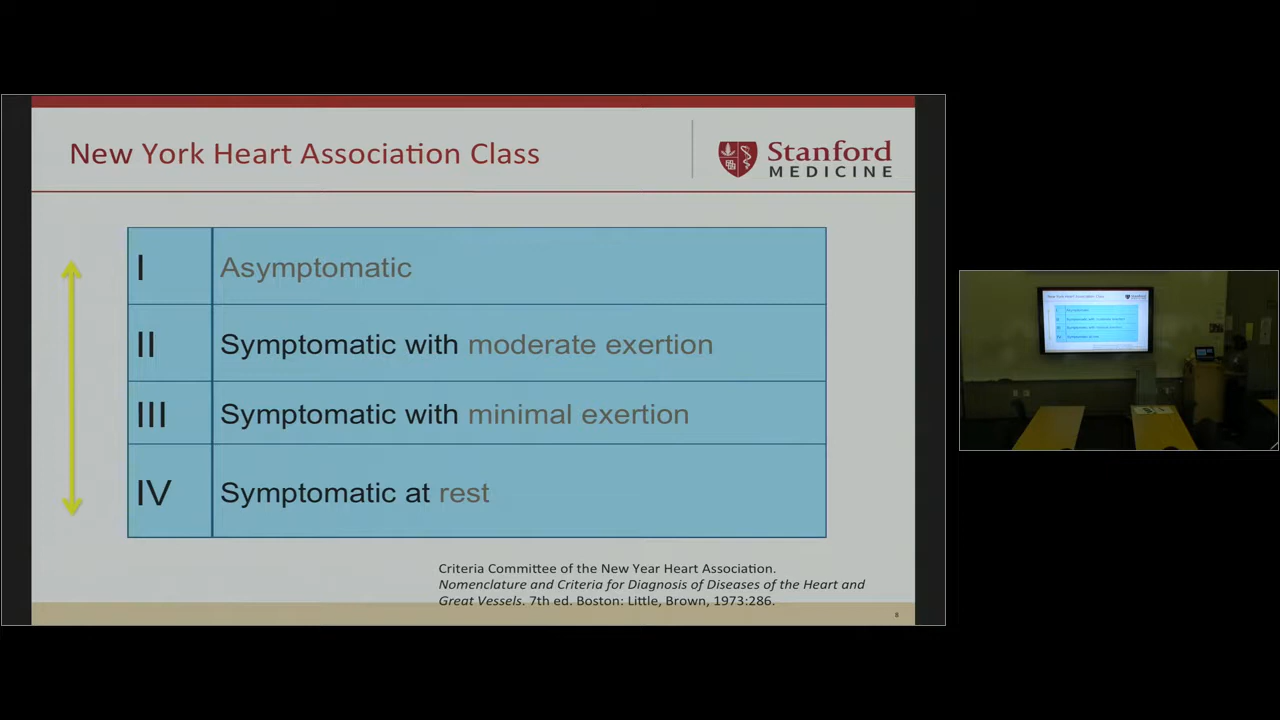 New York Heart Association Class
Stanford
MEDICINE
I Asymptomatic
II Symptomatic with moderate exertion
III Symptomatic with minimal exertion
IV Symptomatic at rest
Criteria Committee of the New Year Heart Association.
Nomenclature and Criteria for Diagnosis of Diseases of the Heart and
Great Vessels. 7th ed. Boston: Little, Brown, 1973:286.
8